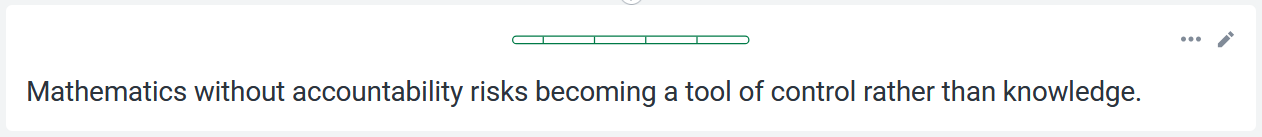 Mathematics without accountability risks becoming a tool of control rather than knowledge.